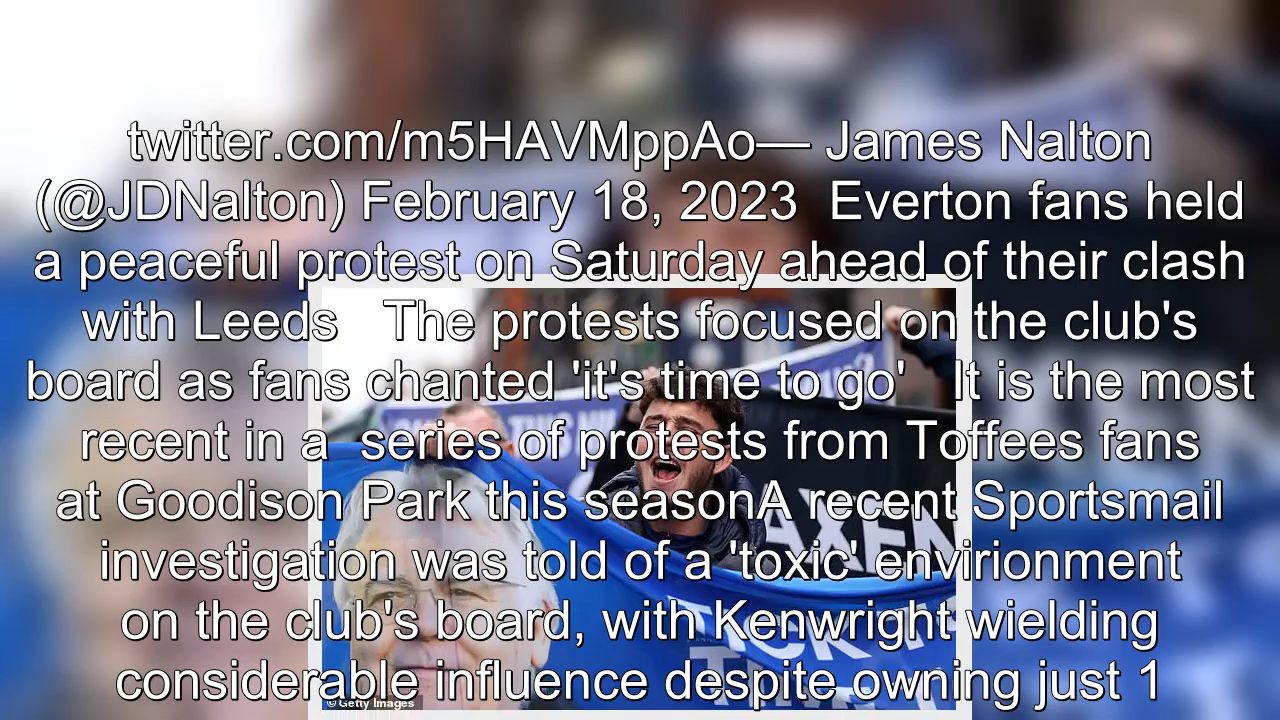 twitter.com/m5HAVMppAo— James Nalton
(@JDNalton) February 18, 2023  Everton fans held
a peaceful protest on Saturday ahead of their clash
with Leeds   The protests focused on the club's
board as fans chanted 'it's time to go'   It is the most
recent in a  series of protests from Toffees fans
at Goodison Park this seasonA recent Sportsmail
investigation was told of a 'toxic' envirionment
on the club's board, with Kenwright wielding
considerable influence despite owning just 1
© Getty Images